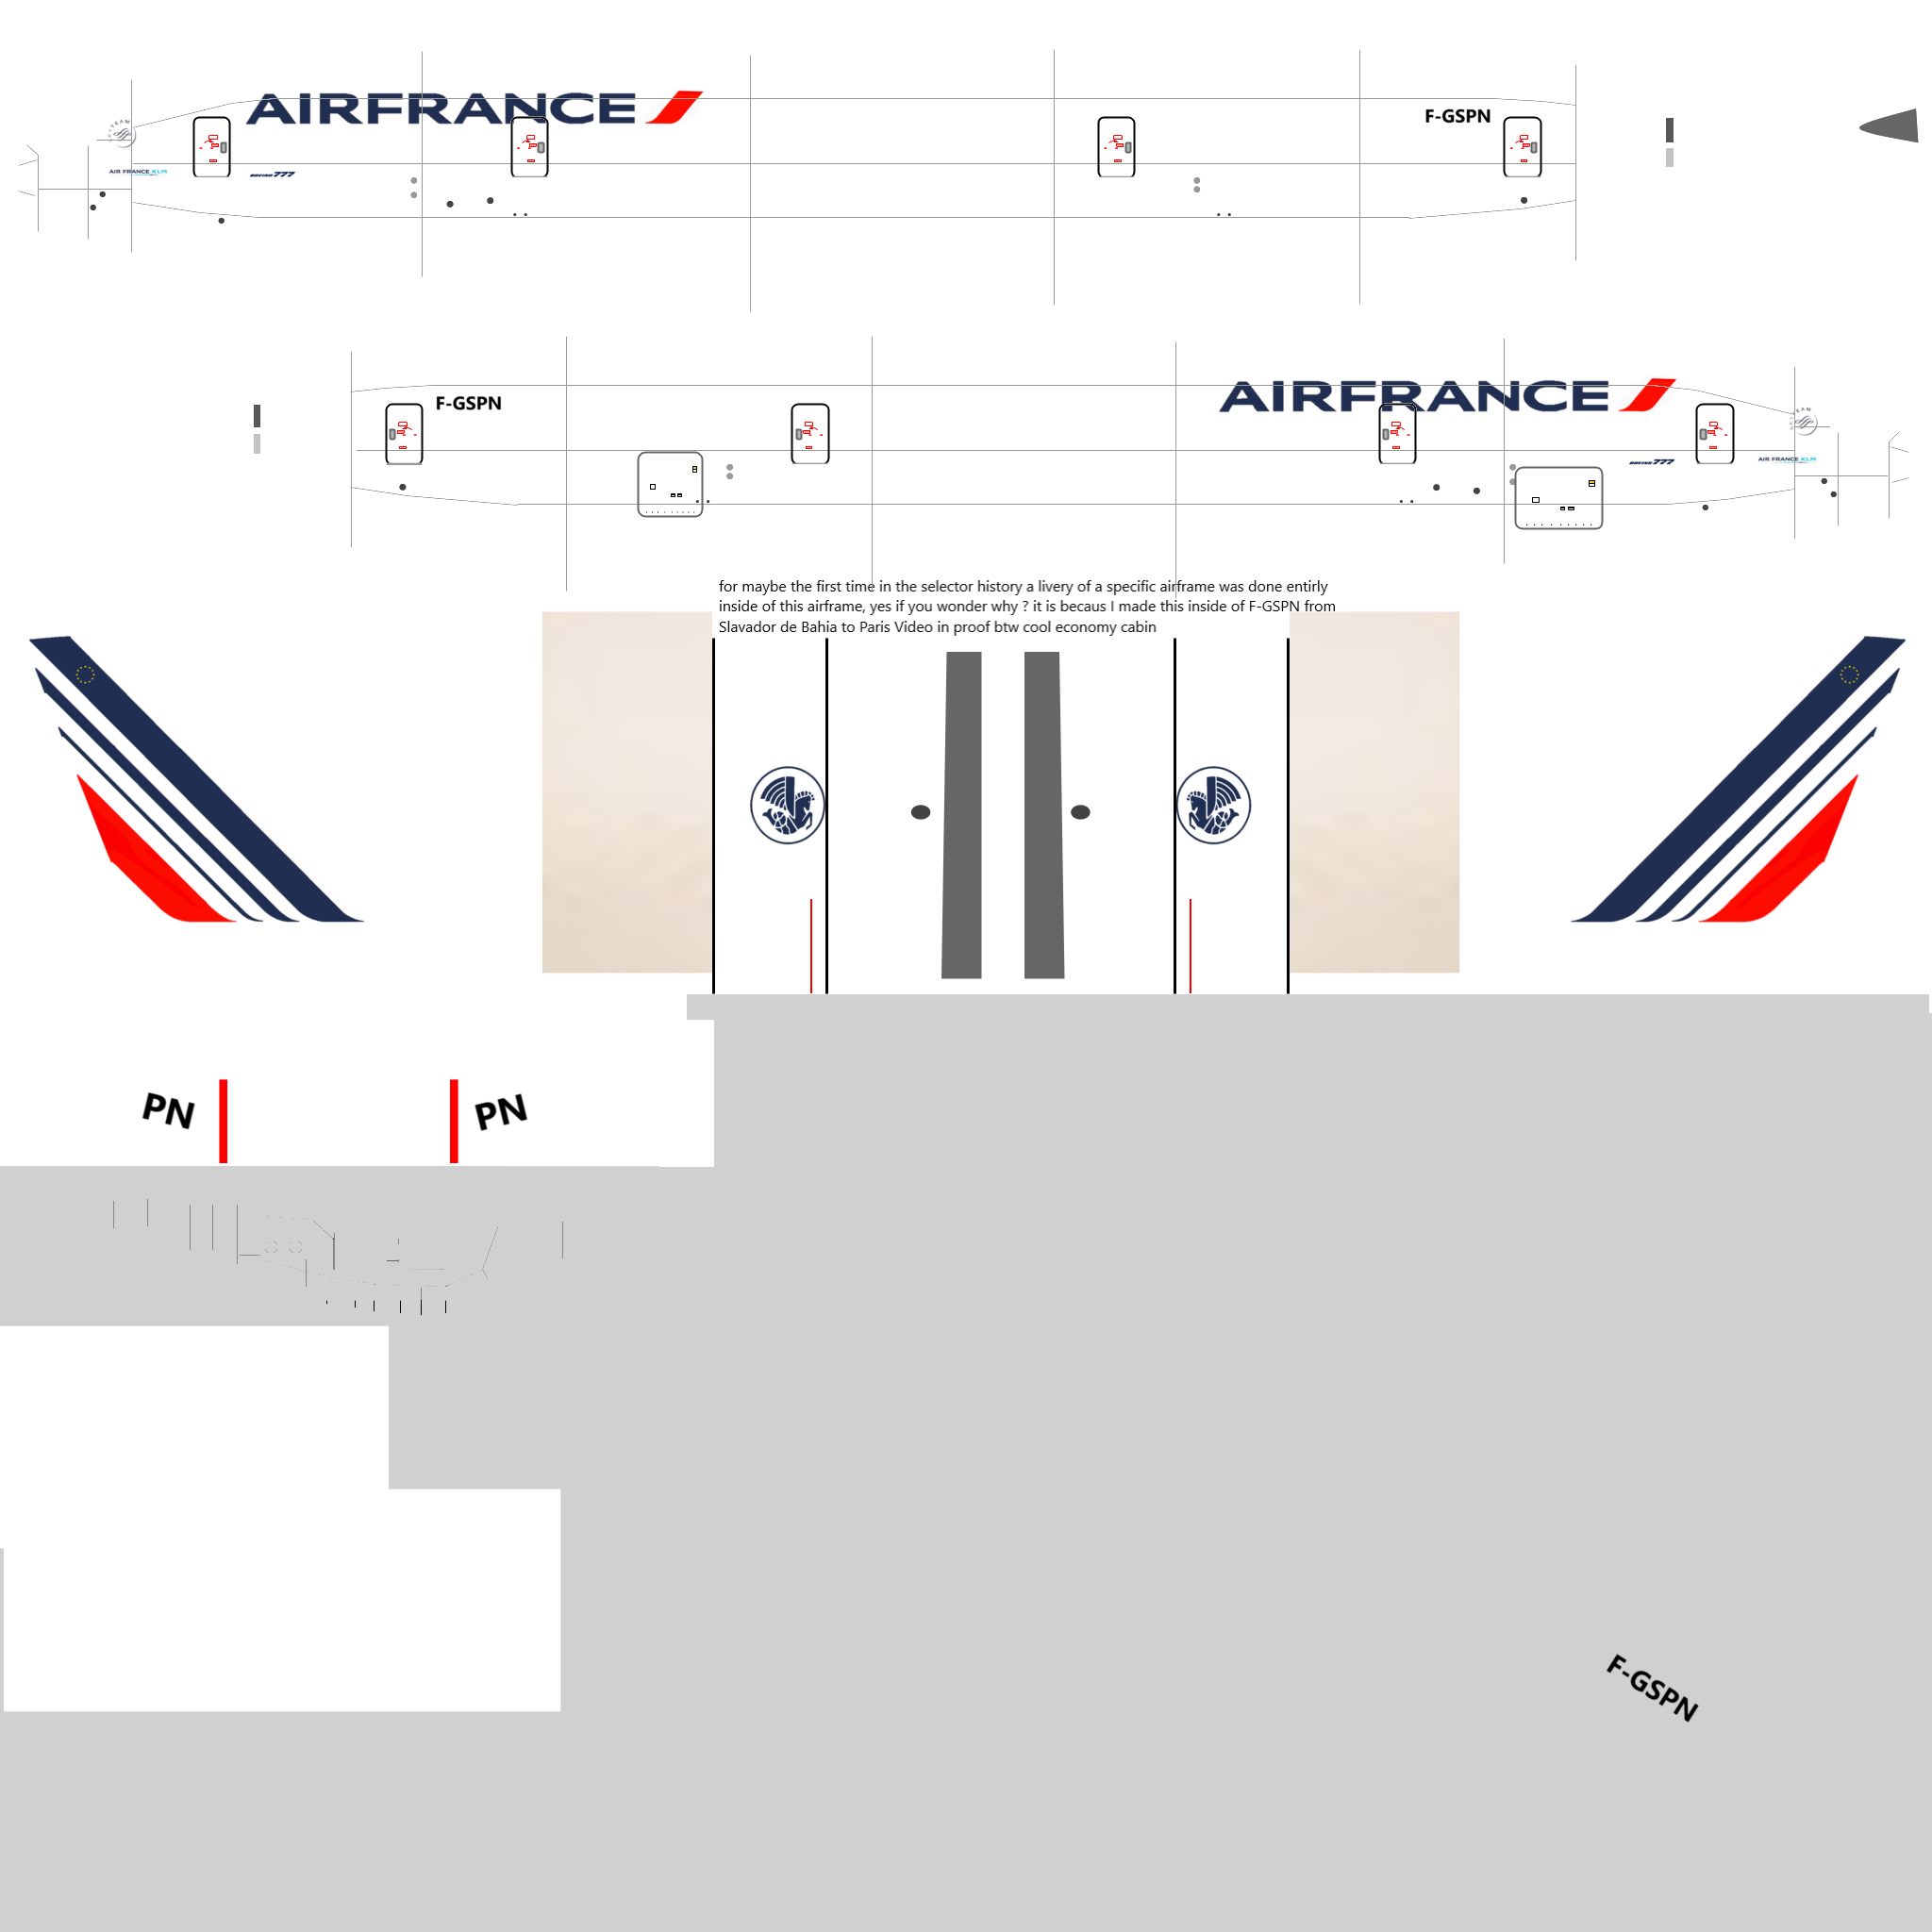 AIRFRANCE
F-GSPN
AIR FRANCE KLM
BOEING 777
F-GSPN
AIRFRANCE
BOEING 777
AIR FRANCE KLM
for maybe the first time in the selector history a livery of a specific airframe was done entirly
inside of this airframe, yes if you wonder why ? it is becaus I made this inside of F-GSPN from
Slavador de Bahia to Paris Video in proof btw cool economy cabin
PN
PN
F-GSPN